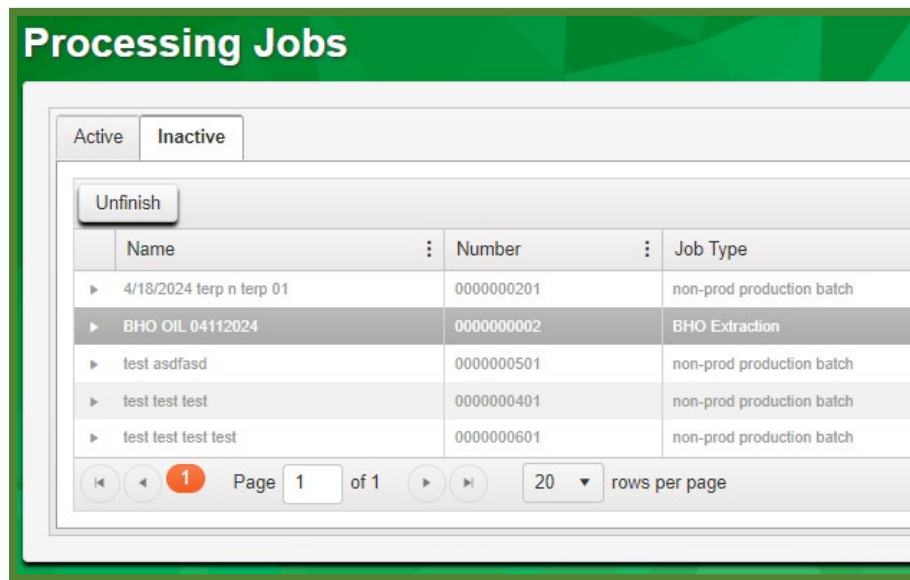 Processing Jobs
Active Inactive
Unfinish
Name Number Job Type
4/18/2024 terp n terp 01 0000000201 non-prod production batch
BHO OIL 04112024 0000000002 BHO Extraction
test asdfasd 0000000501 non-prod production batch
test test test 0000000401 non-prod production batch
test test test test 0000000601 non-prod production batch
1 Page 1 of 1 20 rows per page